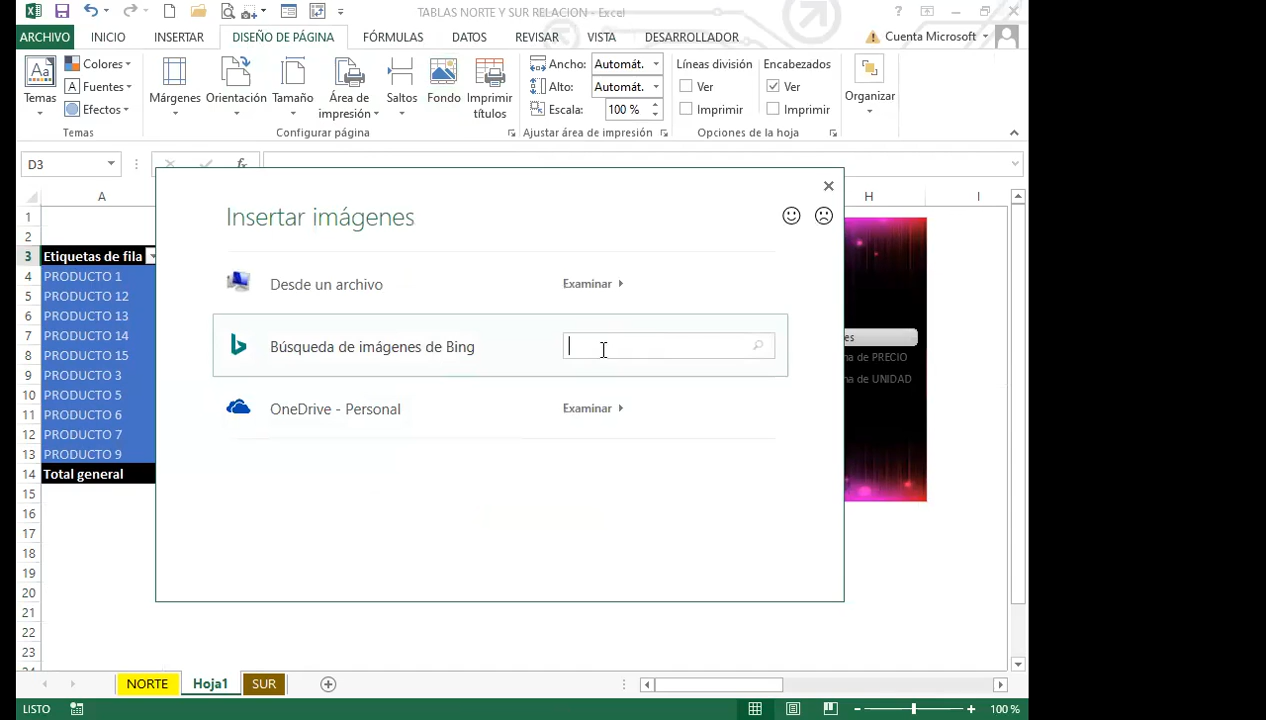 TABLAS NORTE Y SUR RELACION - Excel
?
ARCHIVO INICIO INSERTAR DISEÑO DE PÁGINA FÓRMULAS DATOS REVISAR VISTA DESARROLLADOR Cuenta Microsoft
Aa Temas
Colores
A Fuentes
Efectos
Temas
Márgenes
Orientación
Tamaño
Área de impresión
Saltos
Fondo
Imprimir títulos
Configurar página
Ancho: Automát.
Alto: Automát.
Escala: 100 %
Ajustar área de impresión
Líneas división
Ver
Imprimir
Encabezados
Ver
Imprimir
Opciones de la hoja
Organizar
D3
fx
A H I
1
2
3 Etiquetas de fila
4 PRODUCTO 1
5 PRODUCTO 12
6 PRODUCTO 13
7 PRODUCTO 14
8 PRODUCTO 15
9 PRODUCTO 3
10 PRODUCTO 5
11 PRODUCTO 6
12 PRODUCTO 7
13 PRODUCTO 9
14 Total general
15
16
17
18
19
20
21
22
23
Insertar imágenes
Desde un archivo Examinar
Búsqueda de imágenes de Bing
OneDrive - Personal Examinar
es
na de PRECIO
na de UNIDAD
NORTE Hoja1 SUR
LISTO 100 %